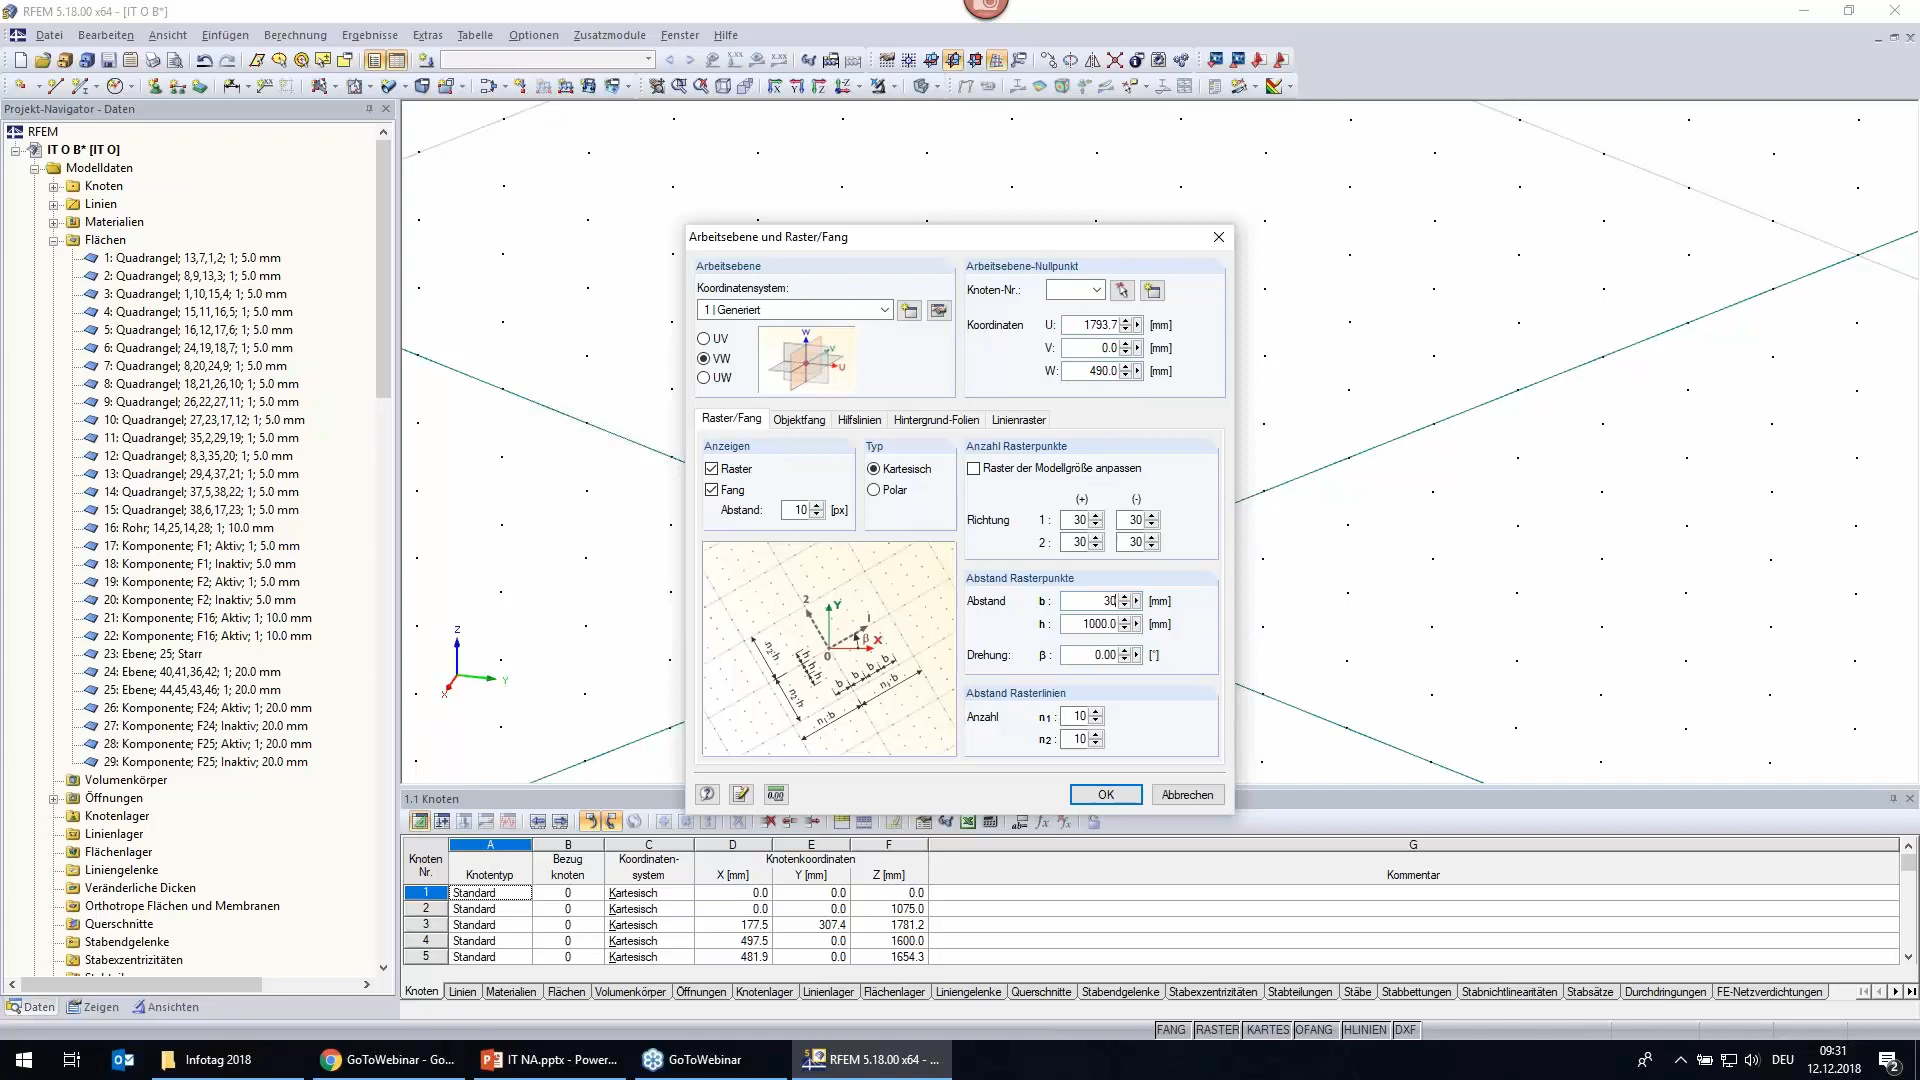 RFEM 5.18.00 x64 - [IT O B*]
Datei Bearbeiten Ansicht Einfügen Berechnung Ergebnisse Extras Tabelle Optionen Zusatzmodule Fenster Hilfe
Projekt-Navigator - Daten
RFEM
IT O B* [IT O]
Modelldaten
Knoten
Linien
Materialien
Flächen
1: Quadrangel; 13,7,1,2; 1; 5.0 mm
2: Quadrangel; 8,9,13,3; 1; 5.0 mm
3: Quadrangel; 1,10,15,4; 1; 5.0 mm
4: Quadrangel; 15,11,16,5; 1; 5.0 mm
5: Quadrangel; 16,12,17,6; 1; 5.0 mm
6: Quadrangel; 24,19,18,7; 1; 5.0 mm
7: Quadrangel; 8,20,24,9; 1; 5.0 mm
8: Quadrangel; 18,21,26,10; 1; 5.0 mm
9: Quadrangel; 26,22,27,11; 1; 5.0 mm
10: Quadrangel; 27,23,17,12; 1; 5.0 mm
11: Quadrangel; 35,2,29,19; 1; 5.0 mm
12: Quadrangel; 8,3,35,20; 1; 5.0 mm
13: Quadrangel; 29,4,37,21; 1; 5.0 mm
14: Quadrangel; 37,5,38,22; 1; 5.0 mm
15: Quadrangel; 38,6,17,23; 1; 5.0 mm
16: Rohr; 14,25,14,28; 1; 10.0 mm
17: Komponente; F1; Aktiv; 1; 5.0 mm
18: Komponente; F1; Inaktiv; 5.0 mm
19: Komponente; F2; Aktiv; 1; 5.0 mm
20: Komponente; F2; Inaktiv; 5.0 mm
21: Komponente; F16; Aktiv; 1; 10.0 mm
22: Komponente; F16; Aktiv; 1; 10.0 mm
23: Ebene; 25; Starr
24: Ebene; 40,41,36,42; 1; 20.0 mm
25: Ebene; 44,45,43,46; 1; 20.0 mm
26: Komponente; F24; Aktiv; 1; 20.0 mm
27: Komponente; F24; Inaktiv; 20.0 mm
28: Komponente; F25; Aktiv; 1; 20.0 mm
29: Komponente; F25; Inaktiv; 20.0 mm
Volumenkörper
Öffnungen
Knotenlager
Linienlager
Flächenlager
Liniengelenke
Veränderliche Dicken
Orthotrope Flächen und Membranen
Querschnitte
Stabendgelenke
Stabexzentrizitäten
Daten Zeigen Ansichten
Z
Y
X
Arbeitsebene und Raster/Fang
Arbeitsebene
Koordinatensystem:
1 | Generiert
UV
VW
UW
W
V
U
Arbeitsebene-Nullpunkt
Knoten-Nr.:
Koordinaten U: 1793.7 [mm]
V: 0.0 [mm]
W: 490.0 [mm]
Raster/Fang Objektfang Hilfslinien Hintergrund-Folien Linienraster
Anzeigen
Raster
Fang
Abstand: 10 [px]
Typ
Kartesisch
Polar
Anzahl Rasterpunkte
Raster der Modellgröße anpassen
(+) (-)
Richtung 1 : 30 30
2 : 30 30
Abstand Rasterpunkte
Abstand b : 30 [mm]
h : 1000.0 [mm]
Drehung: β : 0.00 [°]
Abstand Rasterlinien
Anzahl n1 : 10
n2 : 10
2 Y 1
β X
0
n2·h h h h b b b
n2·h n1·b
n1·b
OK Abbrechen
1.1 Knoten
A B C D E F G
Knoten Nr. Knotentyp Bezug knoten Koordinaten-system Knotenkoordinaten X [mm] Y [mm] Z [mm] Kommentar
1 Standard 0 Kartesisch 0.0 0.0 0.0
2 Standard 0 Kartesisch 0.0 0.0 1075.0
3 Standard 0 Kartesisch 177.5 307.4 1781.2
4 Standard 0 Kartesisch 497.5 0.0 1600.0
5 Standard 0 Kartesisch 481.9 0.0 1654.3
Knoten Linien Materialien Flächen Volumenkörper Öffnungen Knotenlager Linienlager Flächenlager Liniengelenke Querschnitte Stabendgelenke Stabexzentrizitäten Stabteilungen Stäbe Stabbettungen Stabnichtlinearitäten Stabsätze Durchdringungen FE-Netzverdichtungen
FANG RASTER KARTES OFANG HLINIEN DXF
Infotag 2018
GoToWebinar - Go...
IT NA.pptx - Power...
GoToWebinar
RFEM 5.18.00 x64 - ...
DEU
09:31
12.12.2018
2